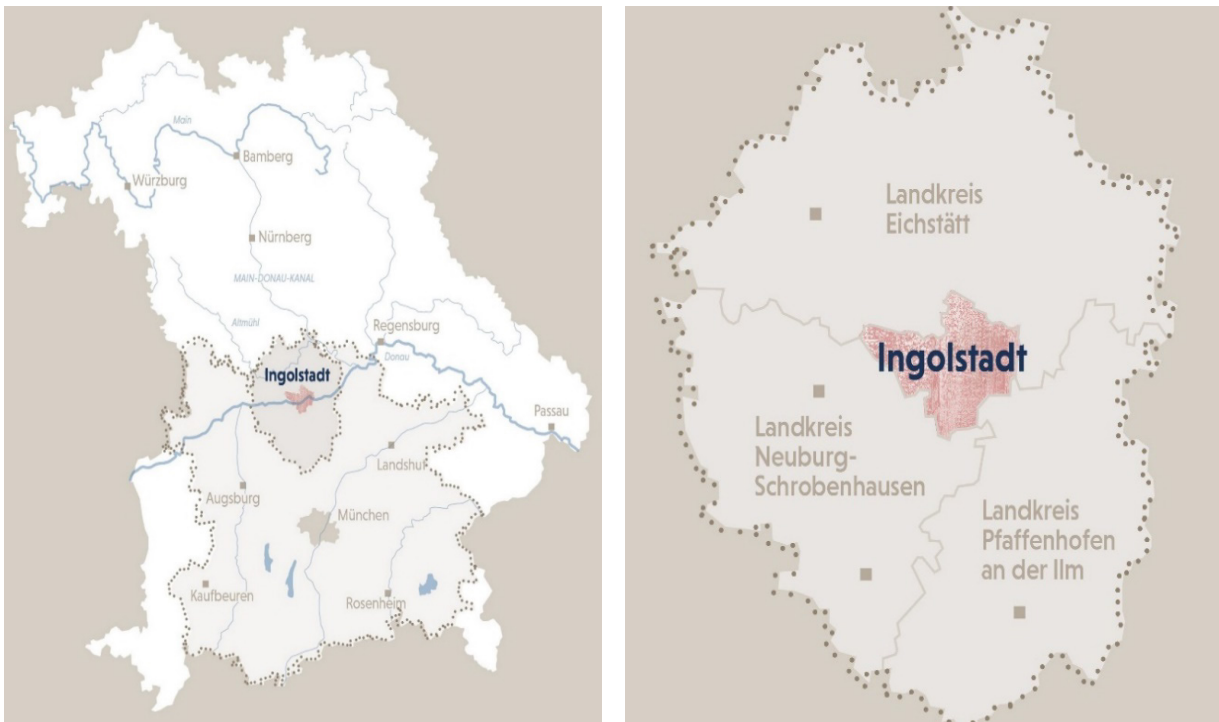 Main
Bamberg
Würzburg
Nürnberg
MAIN-DONAU-KANAL
Altmühl
Regensburg
Donau
Ingolstadt
Passau
Landshut
Augsburg
München
Kaufbeuren
Rosenheim
Landkreis
Eichstätt
Ingolstadt
Landkreis
Neuburg-
Schrobenhausen
Landkreis
Pfaffenhofen
an der Ilm